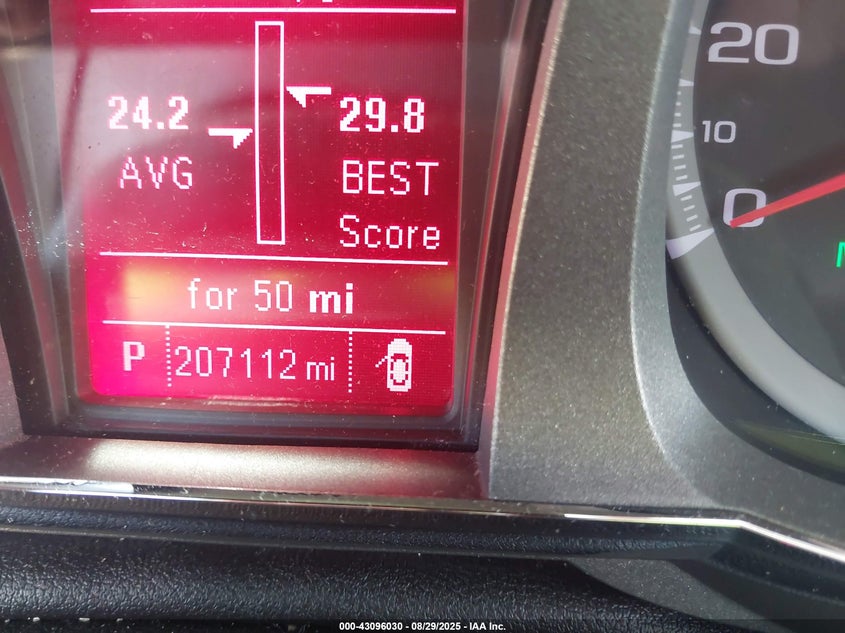 24.2
AVG
29.8
BEST
Score
for 50 mi
P 207112 mi
20
10
0
000-43096030 - 08/29/2025 - IAA Inc.